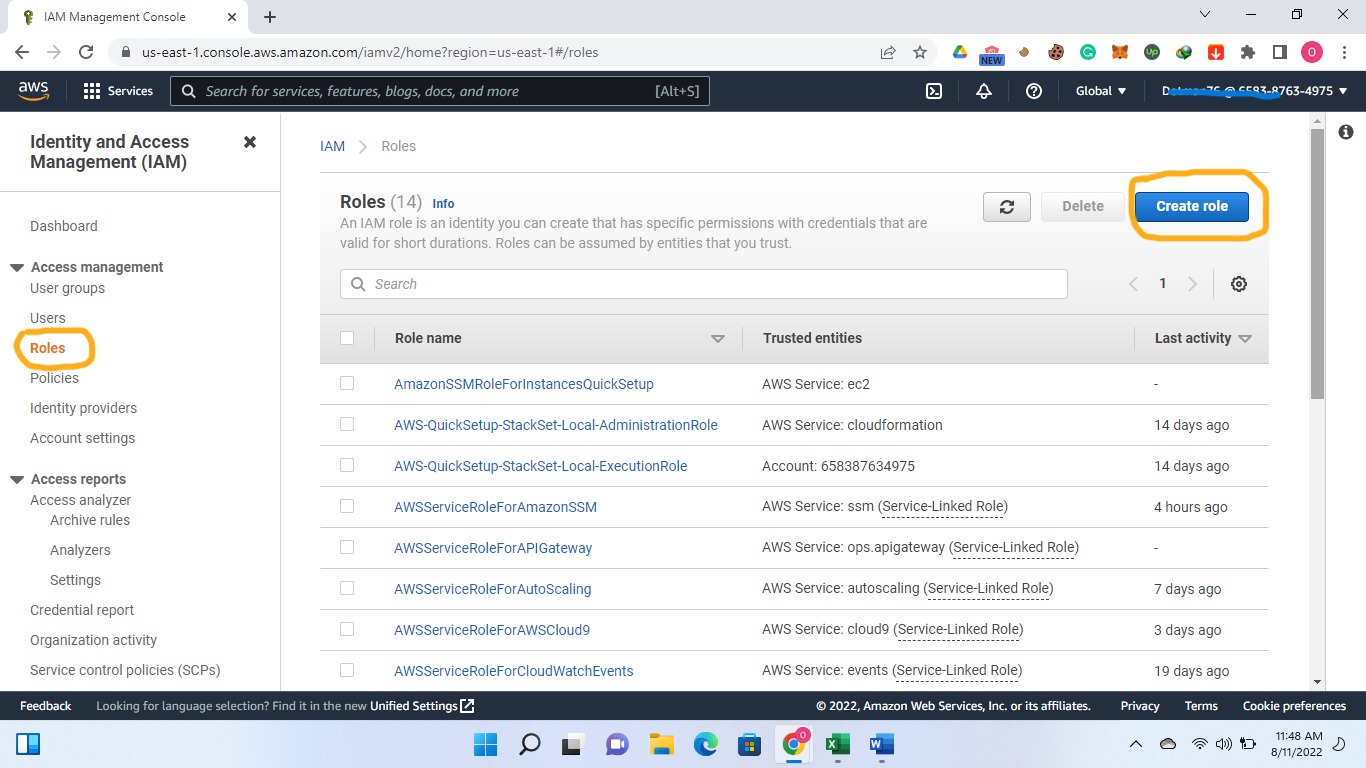 IAM Management Console
us-east-1.console.aws.amazon.com/iamv2/home?region=us-east-1#/roles
NEW
O
aws
Services
Search for services, features, blogs, docs, and more [Alt+S]
Global
@ 6583-8763-4975
Identity and Access
Management (IAM)
Dashboard
Access management
User groups
Users
Roles
Policies
Identity providers
Account settings
Access reports
Access analyzer
Archive rules
Analyzers
Settings
Credential report
Organization activity
Service control policies (SCPs)
IAM Roles
Roles (14) Info
An IAM role is an identity you can create that has specific permissions with credentials that are
valid for short durations. Roles can be assumed by entities that you trust.
Delete
Create role
Search
1
Role name Trusted entities Last activity
AmazonSSMRoleForInstancesQuickSetup AWS Service: ec2 -
AWS-QuickSetup-StackSet-Local-AdministrationRole AWS Service: cloudformation 14 days ago
AWS-QuickSetup-StackSet-Local-ExecutionRole Account: 658387634975 14 days ago
AWSServiceRoleForAmazonSSM AWS Service: ssm (Service-Linked Role) 4 hours ago
AWSServiceRoleForAPIGateway AWS Service: ops.apigateway (Service-Linked Role) -
AWSServiceRoleForAutoScaling AWS Service: autoscaling (Service-Linked Role) 7 days ago
AWSServiceRoleForAWSCloud9 AWS Service: cloud9 (Service-Linked Role) 3 days ago
AWSServiceRoleForCloudWatchEvents AWS Service: events (Service-Linked Role) 19 days ago
Feedback Looking for language selection? Find it in the new Unified Settings © 2022, Amazon Web Services, Inc. or its affiliates. Privacy Terms Cookie preferences
11:48 AM
8/11/2022